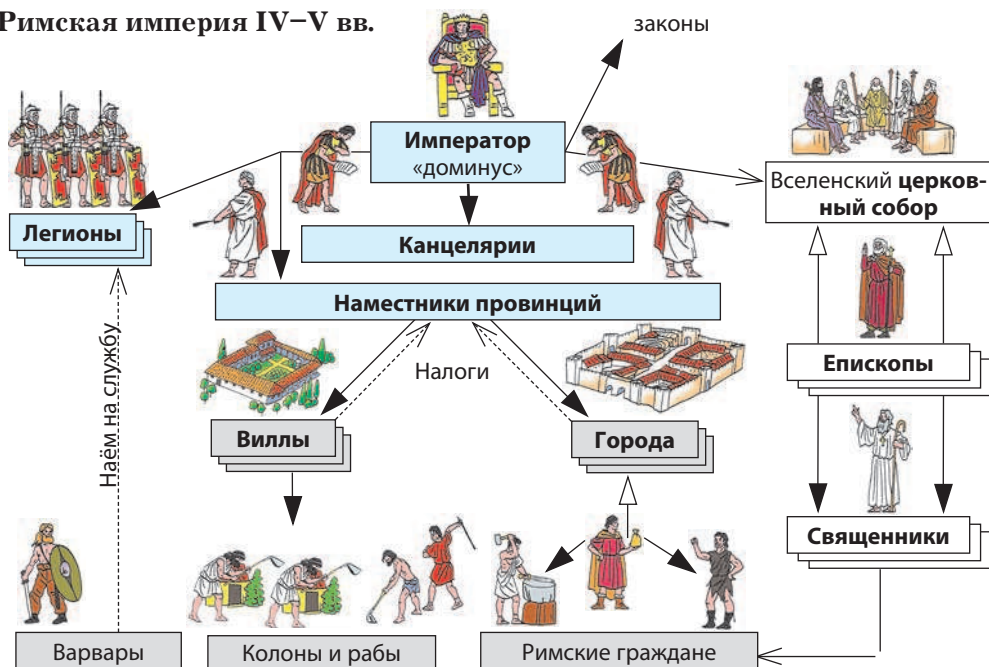 Римская империя IV–V вв.
законы
Император
«доминус»
Вселенский церков-
ный собор
Легионы
Канцелярии
Наместники провинций
Наём на службу
Налоги
Епископы
Виллы
Города
Священники
Варвары
Колоны и рабы
Римские граждане